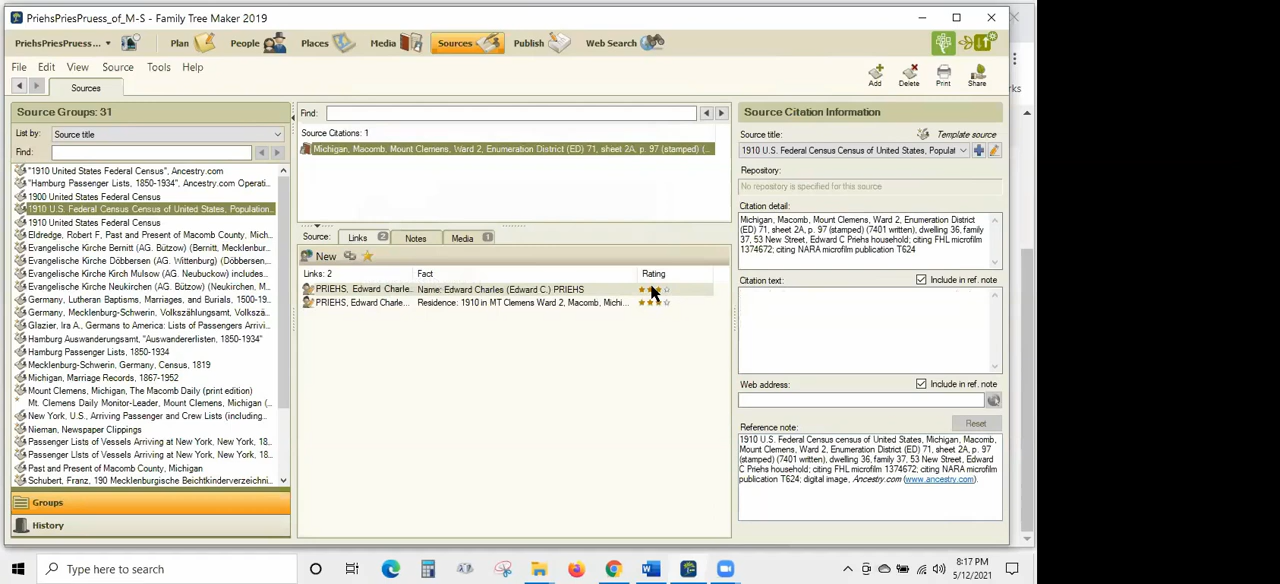 PriehsPriesPruess_of_M-S - Family Tree Maker 2019
PriehsPriesPruess... Plan People Places Media Sources Publish Web Search
File Edit View Source Tools Help
Add Delete Print Share
Sources
Source Groups: 31
List by: Source title
Find:
"1910 United States Federal Census", Ancestry.com
"Hamburg Passenger Lists, 1850-1934". Ancestry.com Operati...
1900 United States Federal Census
1910 U.S. Federal Census Census of United States, Population...
1910 United States Federal Census
Eldredge, Robert F, Past and Present of Macomb County, Mich...
Evangelische Kirche Bernitt (AG. Bützow) (Bernitt, Mecklenbur...
Evangelische Kirche Döbbersen (AG. Wittenburg) (Döbbersen,...
Evangelische Kirche Kirch Mulsow (AG. Neubuckow) includes...
Evangelische Kirche Neukirchen (AG. Bützow) (Neukirchen, M...
Germany, Lutheran Baptisms, Marriages, and Burials, 1500-19...
Germany, Mecklenburg-Schwerin, Volkszählungsamt, Volkszä...
Glazier, Ira A., Germans to America: Lists of Passengers Arrivi...
Hamburg Auswanderungsamt, "Auswandererlisten, 1850-1934"
Hamburg Passenger Lists, 1850-1934
Mecklenburg-Schwerin, Germany, Census, 1819
Michigan, Marriage Records, 1867-1952
Mount Clemens, Michigan, The Macomb Daily (print edition)
Mt. Clemens Daily Monitor-Leader, Mount Clemens, Michigan (...
New York, U.S., Arriving Passenger and Crew Lists (including...
Nieman, Newspaper Clippings
Passenger Lists of Vessels Arriving at New York, New York, 18...
Passenger LIsts of Vessels Arriving at New York, New York, 18...
Past and Present of Macomb County, Michigan
Schubert, Franz, 190 Mecklenburgische Beichtkinderverzeichni...
Groups
History
Find:
Source Citations: 1
Michigan, Macomb, Mount Clemens, Ward 2, Enumeration District (ED) 71, sheet 2A, p. 97 (stamped) (...
Source: Links 2 Notes Media 1
New
Links: 2 Fact Rating
PRIEHS, Edward Charle... Name: Edward Charles (Edward C.) PRIEHS
PRIEHS, Edward Charle... Residence: 1910 in MT Clemens Ward 2, Macomb, Michi...
Source Citation Information
Source title: Template source
1910 U.S. Federal Census Census of United States, Populat
Repository:
No repository is specified for this source
Citation detail:
Michigan, Macomb, Mount Clemens, Ward 2, Enumeration District
(ED) 71, sheet 2A, p. 97 (stamped) (7401 written), dwelling 36, family
37, 53 New Street, Edward C Priehs household; citing FHL microfilm
1374672; citing NARA microfilm publication T624
Citation text: Include in ref. note
Web address: Include in ref. note
Reference note: Reset
1910 U.S. Federal Census census of United States, Michigan, Macomb,
Mount Clemens, Ward 2, Enumeration District (ED) 71, sheet 2A, p. 97
(stamped) (7401 written), dwelling 36, family 37, 53 New Street, Edward
C Priehs household; citing FHL microfilm 1374672; citing NARA microfilm
publication T624; digital image, Ancestry.com (www.ancestry.com).
Type here to search
8:17 PM
5/12/2021